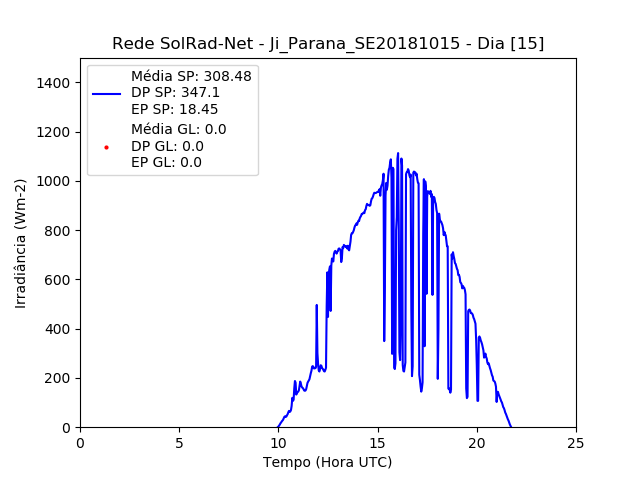 Rede SolRad-Net - Ji_Parana_SE20181015 - Dia [15]
Média SP: 308.48
DP SP: 347.1
EP SP: 18.45
Média GL: 0.0
DP GL: 0.0
EP GL: 0.0
Irradiância (Wm-2)
1400
1200
1000
800
600
400
200
0
0 5 10 15 20 25
Tempo (Hora UTC)